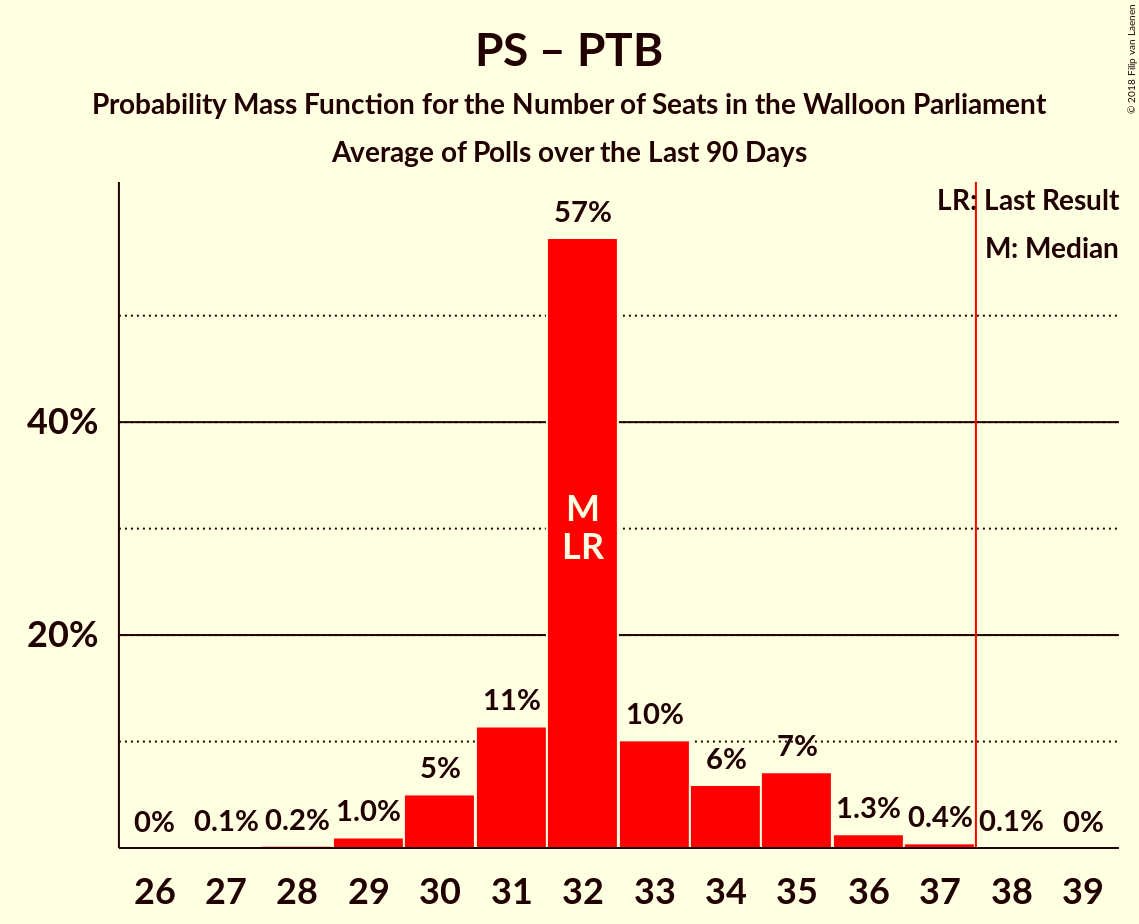 PS – PTB
Probability Mass Function for the Number of Seats in the Walloon Parliament
Average of Polls over the Last 90 Days
© 2018 Filip van Laenen
LR: Last Result
M: Median
40%
20%
0%
0.1%
0.2%
1.0%
5%
11%
57%
10%
6%
7%
1.3%
0.4%
0.1%
0%
M
LR
26 27 28 29 30 31 32 33 34 35 36 37 38 39